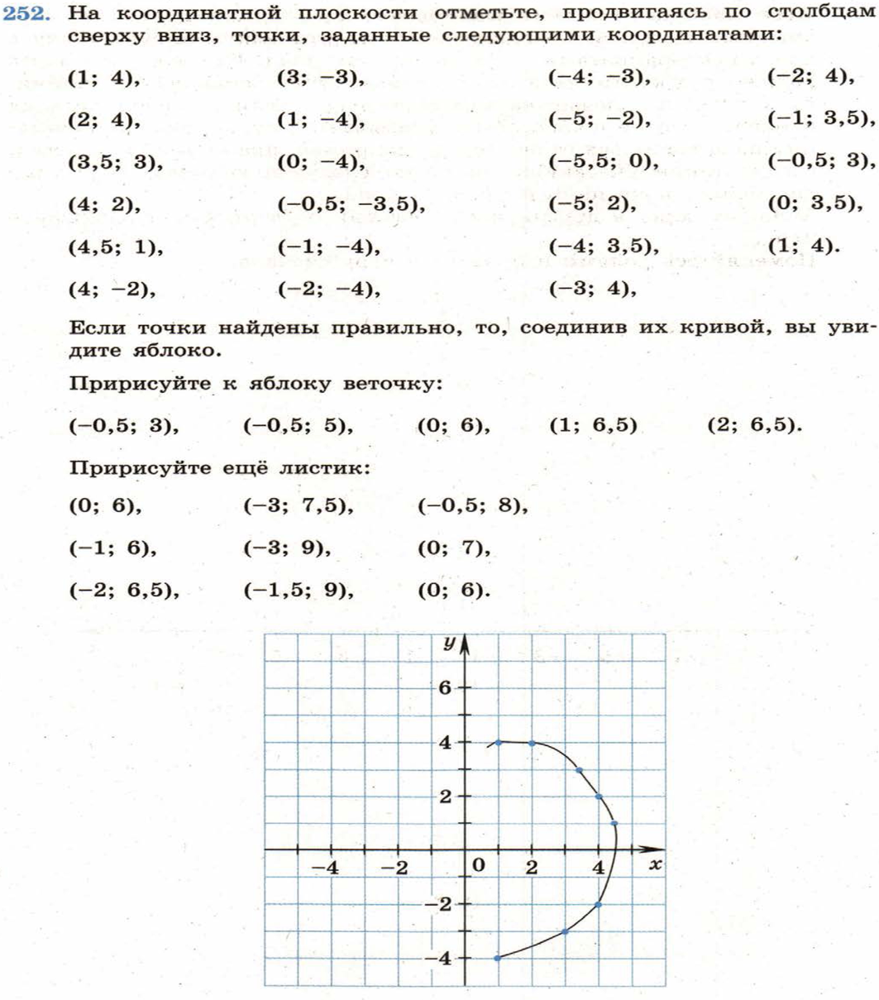 252. На координатной плоскости отметьте, продвигаясь по столбцам
сверху вниз, точки, заданные следующими координатами:
(1; 4), (3; −3), (−4; −3), (−2; 4),
(2; 4), (1; −4), (−5; −2), (−1; 3,5),
(3,5; 3), (0; −4), (−5,5; 0), (−0,5; 3),
(4; 2), (−0,5; −3,5), (−5; 2), (0; 3,5),
(4,5; 1), (−1; −4), (−4; 3,5), (1; 4).
(4; −2), (−2; −4), (−3; 4),
Если точки найдены правильно, то, соединив их кривой, вы уви-
дите яблоко.
Пририсуйте к яблоку веточку:
(−0,5; 3), (−0,5; 5), (0; 6), (1; 6,5) (2; 6,5).
Пририсуйте ещё листик:
(0; 6), (−3; 7,5), (−0,5; 8),
(−1; 6), (−3; 9), (0; 7),
(−2; 6,5), (−1,5; 9), (0; 6).
y
6
4
2
−4 −2 0 2 4 x
−2
−4